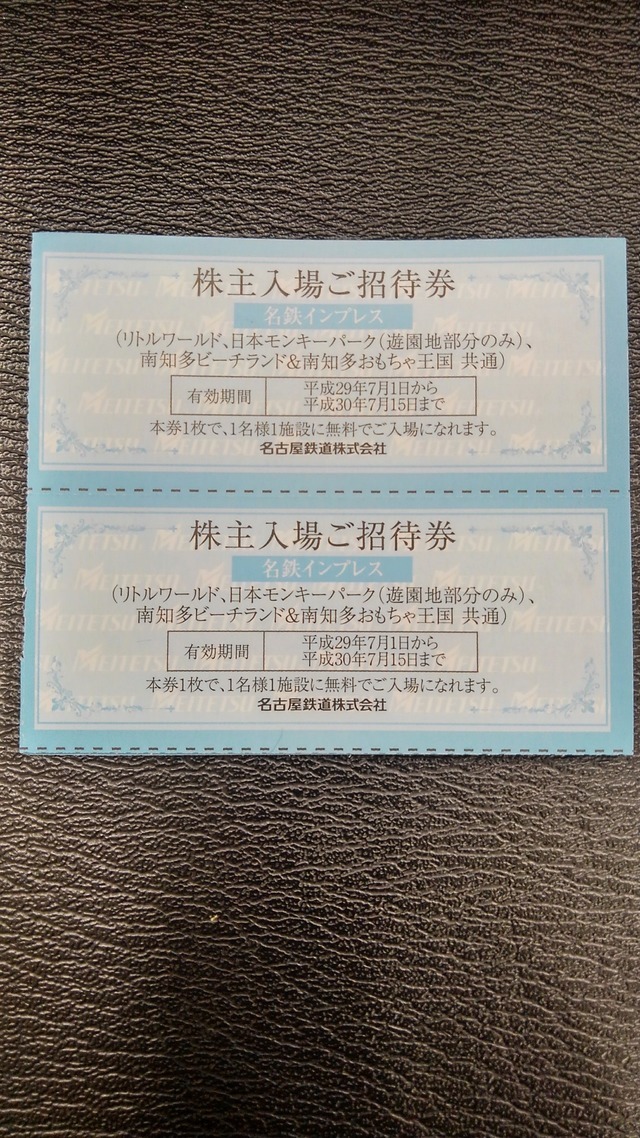 株主入場ご招待券
名鉄インプレス
(リトルワールド、日本モンキーパーク(遊園地部分のみ)、
南知多ビーチランド&南知多おもちゃ王国 共通)
有効期間
平成29年7月1日から
平成30年7月15日まで
本券1枚で、1名様1施設に無料でご入場になれます。
名古屋鉄道株式会社
株主入場ご招待券
名鉄インプレス
(リトルワールド、日本モンキーパーク(遊園地部分のみ)、
南知多ビーチランド&南知多おもちゃ王国 共通)
有効期間
平成29年7月1日から
平成30年7月15日まで
本券1枚で、1名様1施設に無料でご入場になれます。
名古屋鉄道株式会社